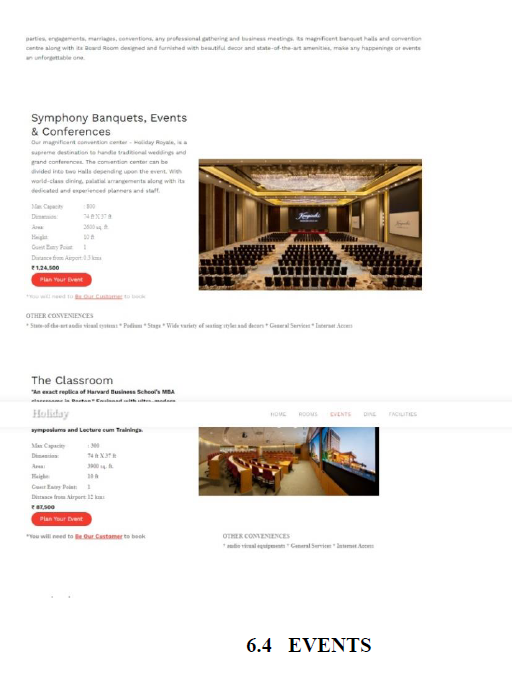 parties, engagements, marriages, conventions, any professional gathering and business meetings. Its magnificent banquet halls and convention
centre along with its Board Room designed and furnished with beautiful decor and state-of-the-art amenities, make any happenings or events
an unforgettable one.
Symphony Banquets, Events
& Conferences
Our magnificent convention center - Holiday Royale, is a
supreme destination to handle traditional weddings and
grand conferences. The convention center can be
divided into two Halls depending upon the event. With
world-class dining, palatial arrangements along with its
dedicated and experienced planners and staff.
Max Capacity : 800
Dimension: 74 ft X 37 ft
Area: 2800 sq. ft.
Height: 10 ft
Guest Entry Point: 1
Distance from Airport: 5.5 kms
₹ 1,24,500
Plan Your Event
*You will need to Be Our Customer to book
OTHER CONVENIENCES
* State-of-the-art audio visual systems * Podium * Stage * Wide variety of seating styles and decors * General Services * Internet Access
The Classroom
"An exact replica of Harvard Business School's MBA
classrooms in Boston." Equipped with ultra-modern
Holiday
HOME ROOMS EVENTS DINE FACILITIES
symposiums and Lecture cum Trainings.
Max Capacity : 300
Dimension: 74 ft X 37 ft
Area: 3900 sq. ft.
Height: 10 ft
Guest Entry Point: 1
Distance from Airport: 12 kms
₹ 87,500
Plan Your Event
*You will need to Be Our Customer to book
OTHER CONVENIENCES
* audio visual equipments * General Services * Internet Access
6.4 EVENTS